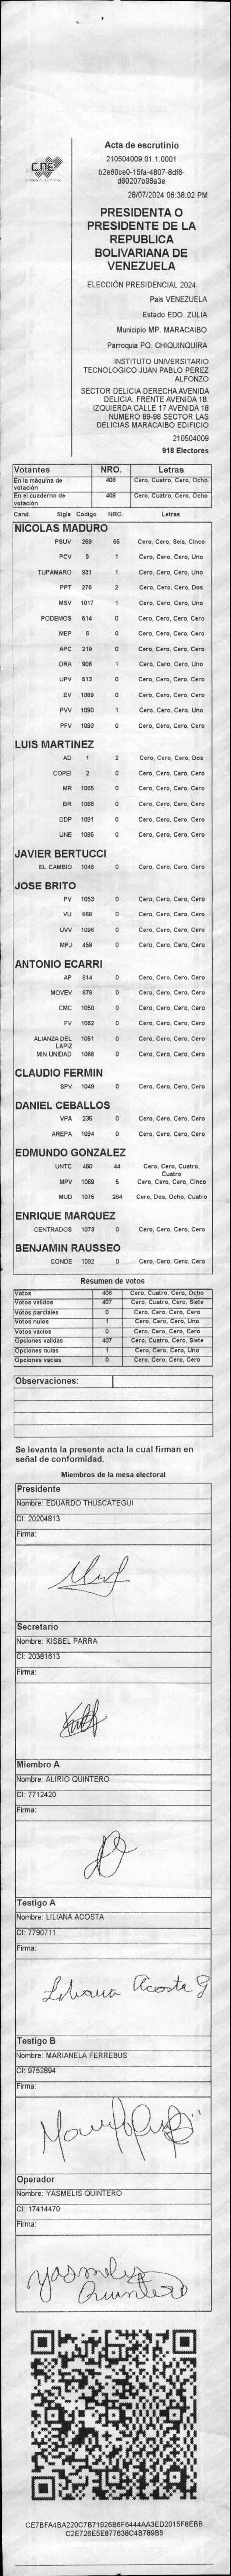 CNE
Acta de escrutinio
210504009.01.1.0001
b2e60ce0-15fa-4807-8df6-
d60207b98a3e
28/07/2024 06:38:02 PM
PRESIDENTA O
PRESIDENTE DE LA
REPUBLICA
BOLIVARIANA DE
VENEZUELA
ELECCIÓN PRESIDENCIAL 2024
Pais VENEZUELA
Estado EDO. ZULIA
Municipio MP. MARACAIBO
Parroquia PQ. CHIQUINQUIRA
INSTITUTO UNIVERSITARIO
TECNOLOGICO JUAN PABLO PEREZ
ALFONZO
SECTOR DELICIA DERECHA AVENIDA
DELICIA. FRENTE AVENIDA 18.
IZQUIERDA CALLE 17 AVENIDA 18
NUMERO 89-98 SECTOR LAS
DELICIAS MARACAIBO EDIFICIO
210504009
918 Electores
Votantes NRO. Letras
En la máquina de votación 408 Cero, Cuatro, Cero, Ocho
En el cuaderno de votación 408 Cero, Cuatro, Cero, Ocho
Cand. Sigla Código NRO. Letras
NICOLAS MADURO
PSUV 269 65 Cero, Cero, Seis, Cinco
PCV 9 1 Cero, Cero, Cero, Uno
TUPAMARO 931 1 Cero, Cero, Cero, Uno
PPT 276 2 Cero, Cero, Cero, Dos
MSV 1017 1 Cero, Cero, Cero, Uno
PODEMOS 514 0 Cero, Cero, Cero, Cero
MEP 6 0 Cero, Cero, Cero, Cero
APC 219 0 Cero, Cero, Cero, Cero
ORA 906 1 Cero, Cero, Cero, Uno
UPV 513 0 Cero, Cero, Cero, Cero
EV 1089 0 Cero, Cero, Cero, Cero
PVV 1090 1 Cero, Cero, Cero, Uno
PFV 1093 0 Cero, Cero, Cero, Cero
LUIS MARTINEZ
AD 1 2 Cero, Cero, Cero, Dos
COPEI 2 0 Cero, Cero, Cero, Cero
MR 1065 0 Cero, Cero, Cero, Cero
BR 1066 0 Cero, Cero, Cero, Cero
DDP 1091 0 Cero, Cero, Cero, Cero
UNE 1095 0 Cero, Cero, Cero, Cero
JAVIER BERTUCCI
EL CAMBIO 1048 0 Cero, Cero, Cero, Cero
JOSE BRITO
PV 1053 0 Cero, Cero, Cero, Cero
VU 868 0 Cero, Cero, Cero, Cero
UVV 1096 0 Cero, Cero, Cero, Cero
MPJ 458 0 Cero, Cero, Cero, Cero
ANTONIO ECARRI
AP 914 0 Cero, Cero, Cero, Cero
MOVEV 979 0 Cero, Cero, Cero, Cero
CMC 1050 0 Cero, Cero, Cero, Cero
FV 1062 0 Cero, Cero, Cero, Cero
ALIANZA DEL LAPIZ 1051 0 Cero, Cero, Cero, Cero
MIN UNIDAD 1068 0 Cero, Cero, Cero, Cero
CLAUDIO FERMIN
SPV 1049 0 Cero, Cero, Cero, Cero
DANIEL CEBALLOS
VPA 236 0 Cero, Cero, Cero, Cero
AREPA 1094 0 Cero, Cero, Cero, Cero
EDMUNDO GONZALEZ
UNTC 460 44 Cero, Cero, Cuatro, Cuatro
MPV 1069 5 Cero, Cero, Cero, Cinco
MUD 1075 284 Cero, Dos, Ocho, Cuatro
ENRIQUE MARQUEZ
CENTRADOS 1073 0 Cero, Cero, Cero, Cero
BENJAMIN RAUSSEO
CONDE 1092 0 Cero, Cero, Cero, Cero
Resumen de votos
Votos 408 Cero, Cuatro, Cero, Ocho
Votos validos 407 Cero, Cuatro, Cero, Siete
Votos parciales 0 Cero, Cero, Cero, Cero
Votos nulos 1 Cero, Cero, Cero, Uno
Votos vacios 0 Cero, Cero, Cero, Cero
Opciones validas 407 Cero, Cuatro, Cero, Siete
Opciones nulas 1 Cero, Cero, Cero, Uno
Opciones vacias 0 Cero, Cero, Cero, Cero
Observaciones:
Se levanta la presente acta la cual firman en
señal de conformidad.
Miembros de la mesa electoral
Presidente
Nombre: EDUARDO THUSCATEGUI
CI: 20204813
Firma:
Secretario
Nombre: KISBEL PARRA
CI: 20381613
Firma:
Miembro A
Nombre: ALIRIO QUINTERO
CI: 7712420
Firma:
Testigo A
Nombre: LILIANA ACOSTA
CI: 7790711
Firma:
Liliana Acosta G
Testigo B
Nombre: MARIANELA FERREBUS
CI: 9752894
Firma:
Operador
Nombre: YASMELIS QUINTERO
CI: 17414470
Firma:
Yasmelis
Quintero
CE7BFA4BA220C7B71926B6F6444AA3ED2015F8EBB
C2E726E5E877638C4B789B5